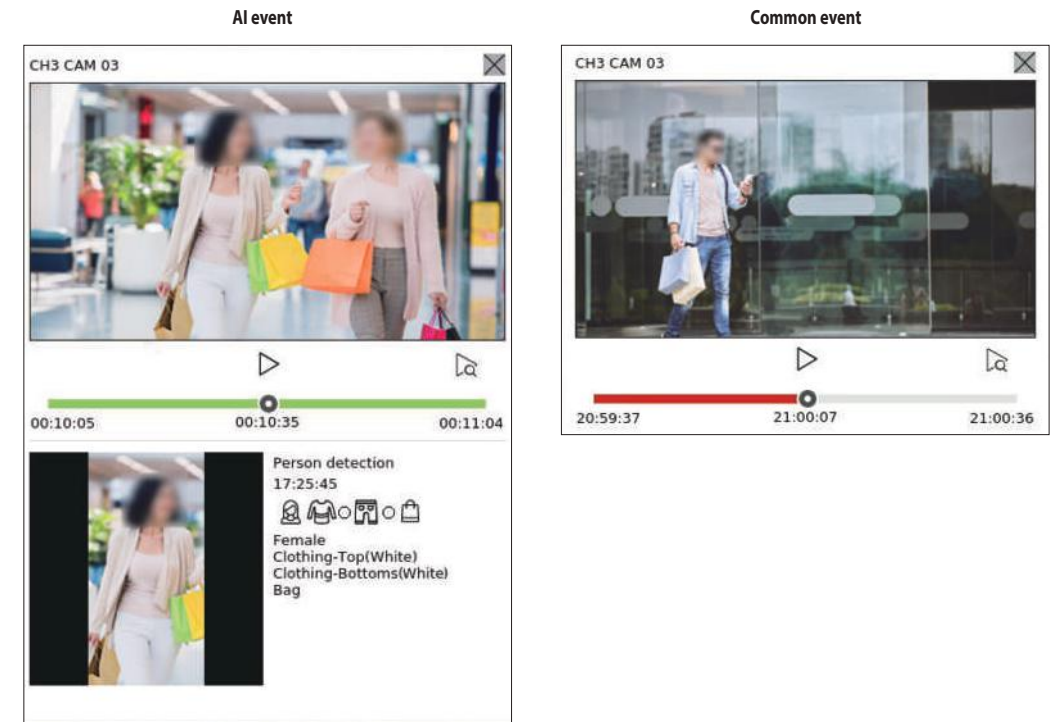 AI event
CH3 CAM 03
00:10:05
00:10:35
00:11:04
Person detection
17:25:45
Female
Clothing-Top(White)
Clothing-Bottoms(White)
Bag
Common event
CH3 CAM 03
20:59:37
21:00:07
21:00:36